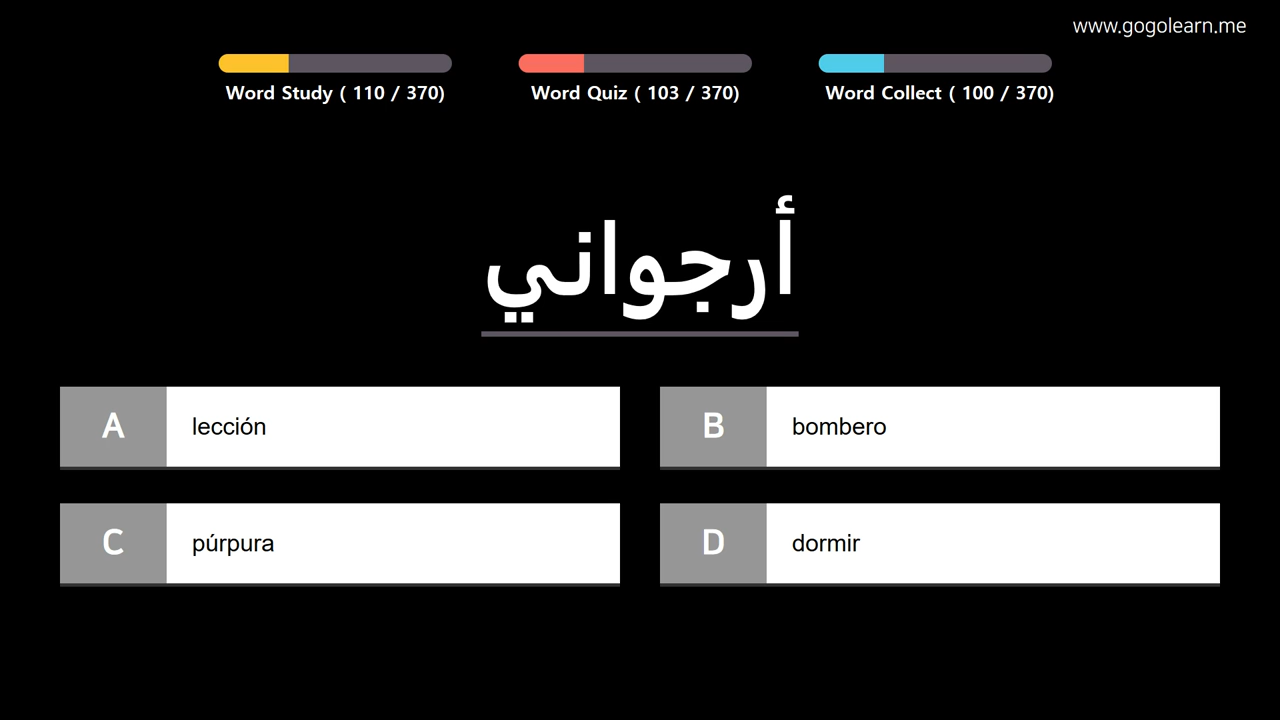 www.gogolearn.me
Word Study ( 110 / 370)
Word Quiz ( 103 / 370)
Word Collect ( 100 / 370)
أرجواني
A
lección
B
bombero
C
púrpura
D
dormir